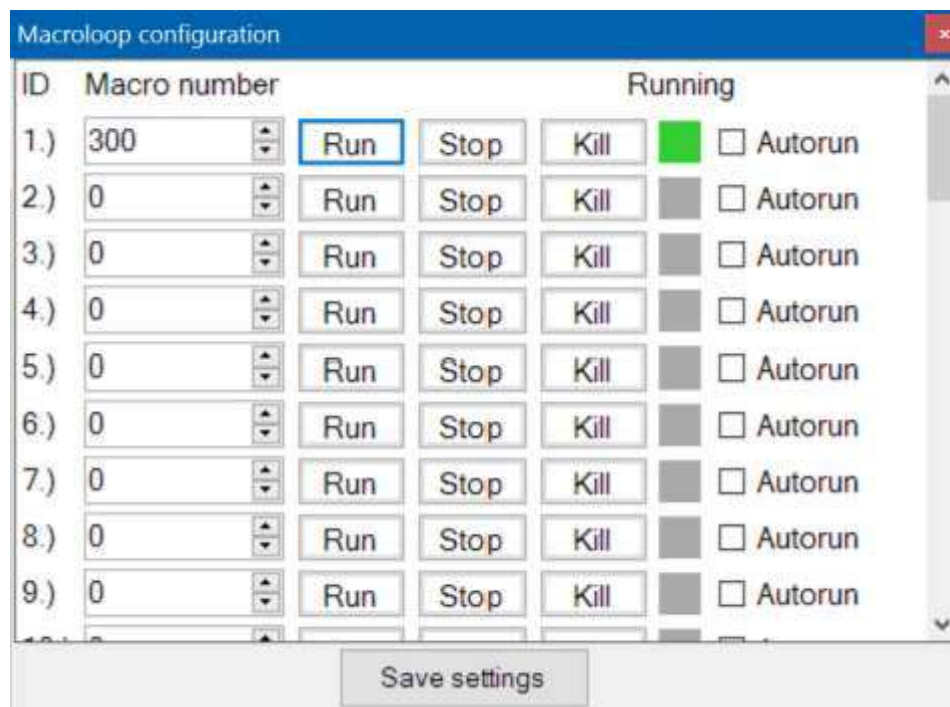 Macroloop configuration
ID Macro number Running
1.) 300 Run Stop Kill Autorun
2.) 0 Run Stop Kill Autorun
3.) 0 Run Stop Kill Autorun
4.) 0 Run Stop Kill Autorun
5.) 0 Run Stop Kill Autorun
6.) 0 Run Stop Kill Autorun
7.) 0 Run Stop Kill Autorun
8.) 0 Run Stop Kill Autorun
9.) 0 Run Stop Kill Autorun
Save settings